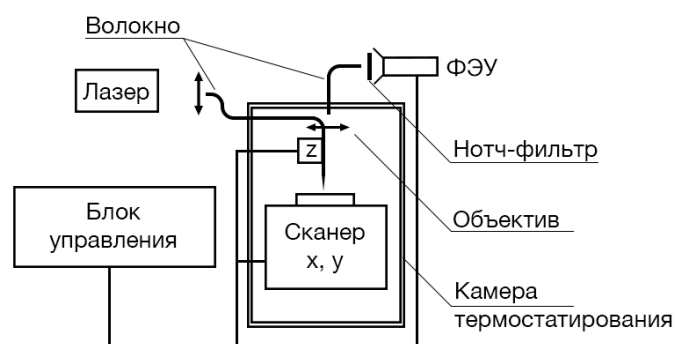 Волокно
ФЭУ
Лазер
Нотч-фильтр
z
Блок
управления
Сканер
x, y
Объектив
Камера
термостатирования